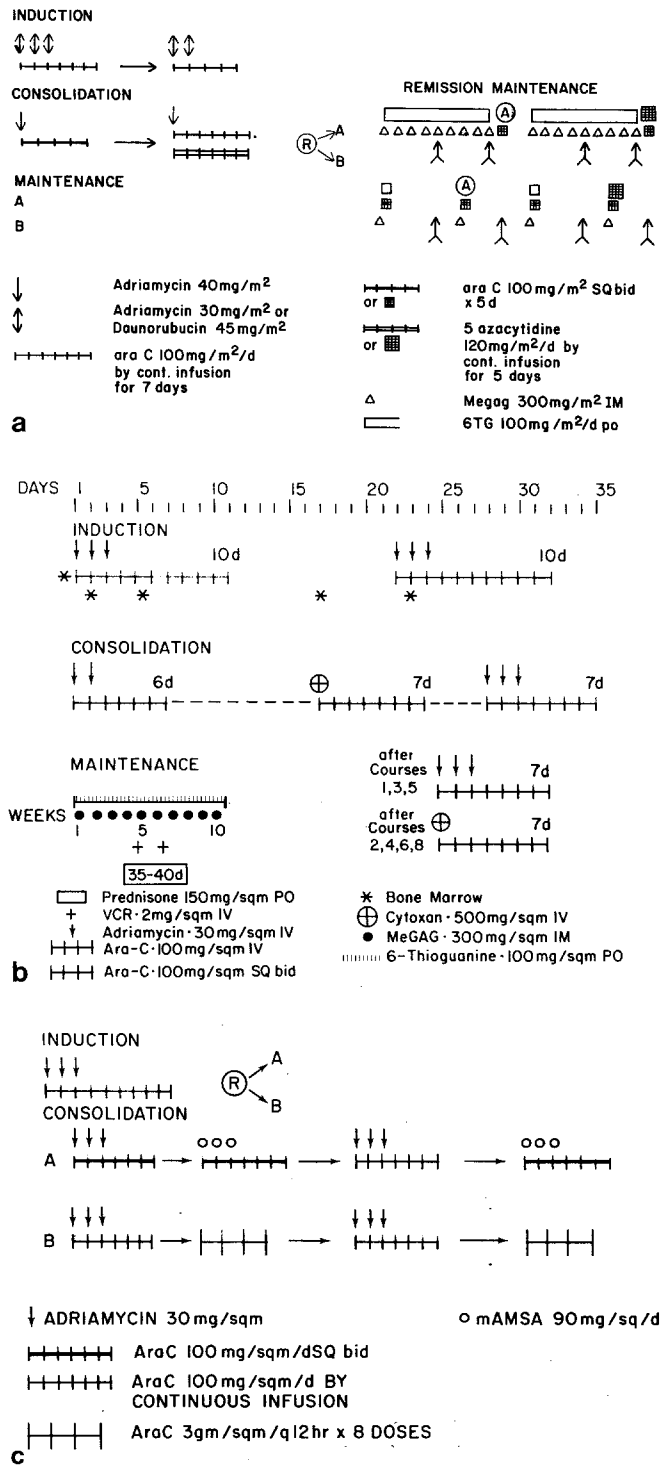 INDUCTION
CONSOLIDATION
REMISSION MAINTENANCE
A
A
R
A
B
MAINTENANCE
A
B
Adriamycin 40mg/m2
Adriamycin 30mg/m2 or
Daunorubucin 45mg/m2
ara C 100mg/m2/d
by cont. infusion
for 7 days
ara C 100mg/m2 SQ bid
or x 5d
5 azacytidine
or 120mg/m2/d by
cont. infusion
for 5 days
Megag 300mg/m2 IM
6TG 100mg/m2/d po
a
DAYS 1 5 10 15 20 25 30 35
INDUCTION
10d 10d
CONSOLIDATION
6d 7d 7d
MAINTENANCE
WEEKS
1 5 10
35-40d
after
Courses
1,3,5
7d
after
Courses
2,4,6,8
7d
Prednisone 150mg/sqm PO
VCR·2mg/sqm IV
Adriamycin·30mg/sqm IV
Ara-C·100mg/sqm IV
Ara-C·100mg/sqm SQ bid
Bone Marrow
Cytoxan·500mg/sqm IV
MeGAG·300mg/sqm IM
6-Thioguanine·100mg/sqm PO
b
INDUCTION
R
A
B
CONSOLIDATION
A
B
ADRIAMYCIN 30mg/sqm
mAMSA 90mg/sq/d
AraC 100mg/sqm/dSQ bid
AraC 100mg/sqm/d BY
CONTINUOUS INFUSION
AraC 3gm/sqm/q12hr x 8 DOSES
c